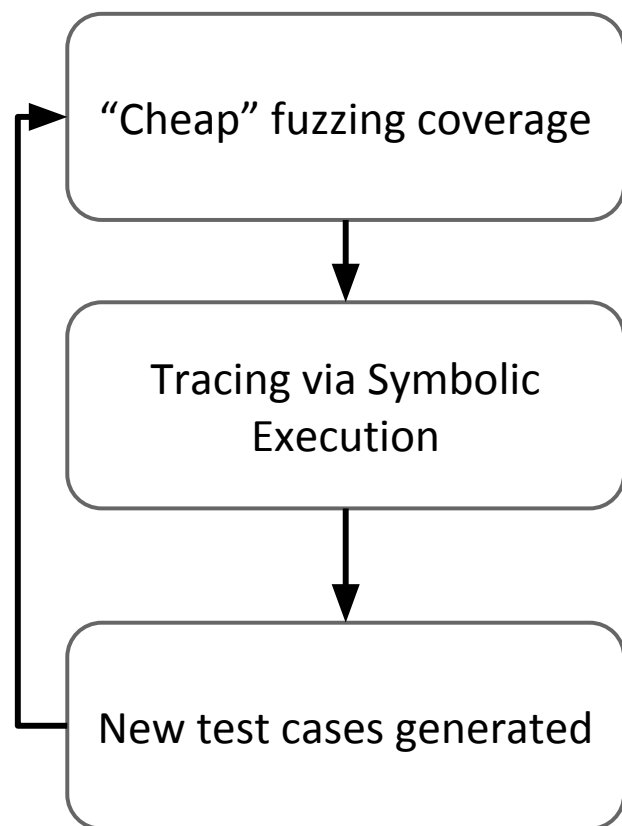 “Cheap” fuzzing coverage
Tracing via Symbolic
Execution
New test cases generated